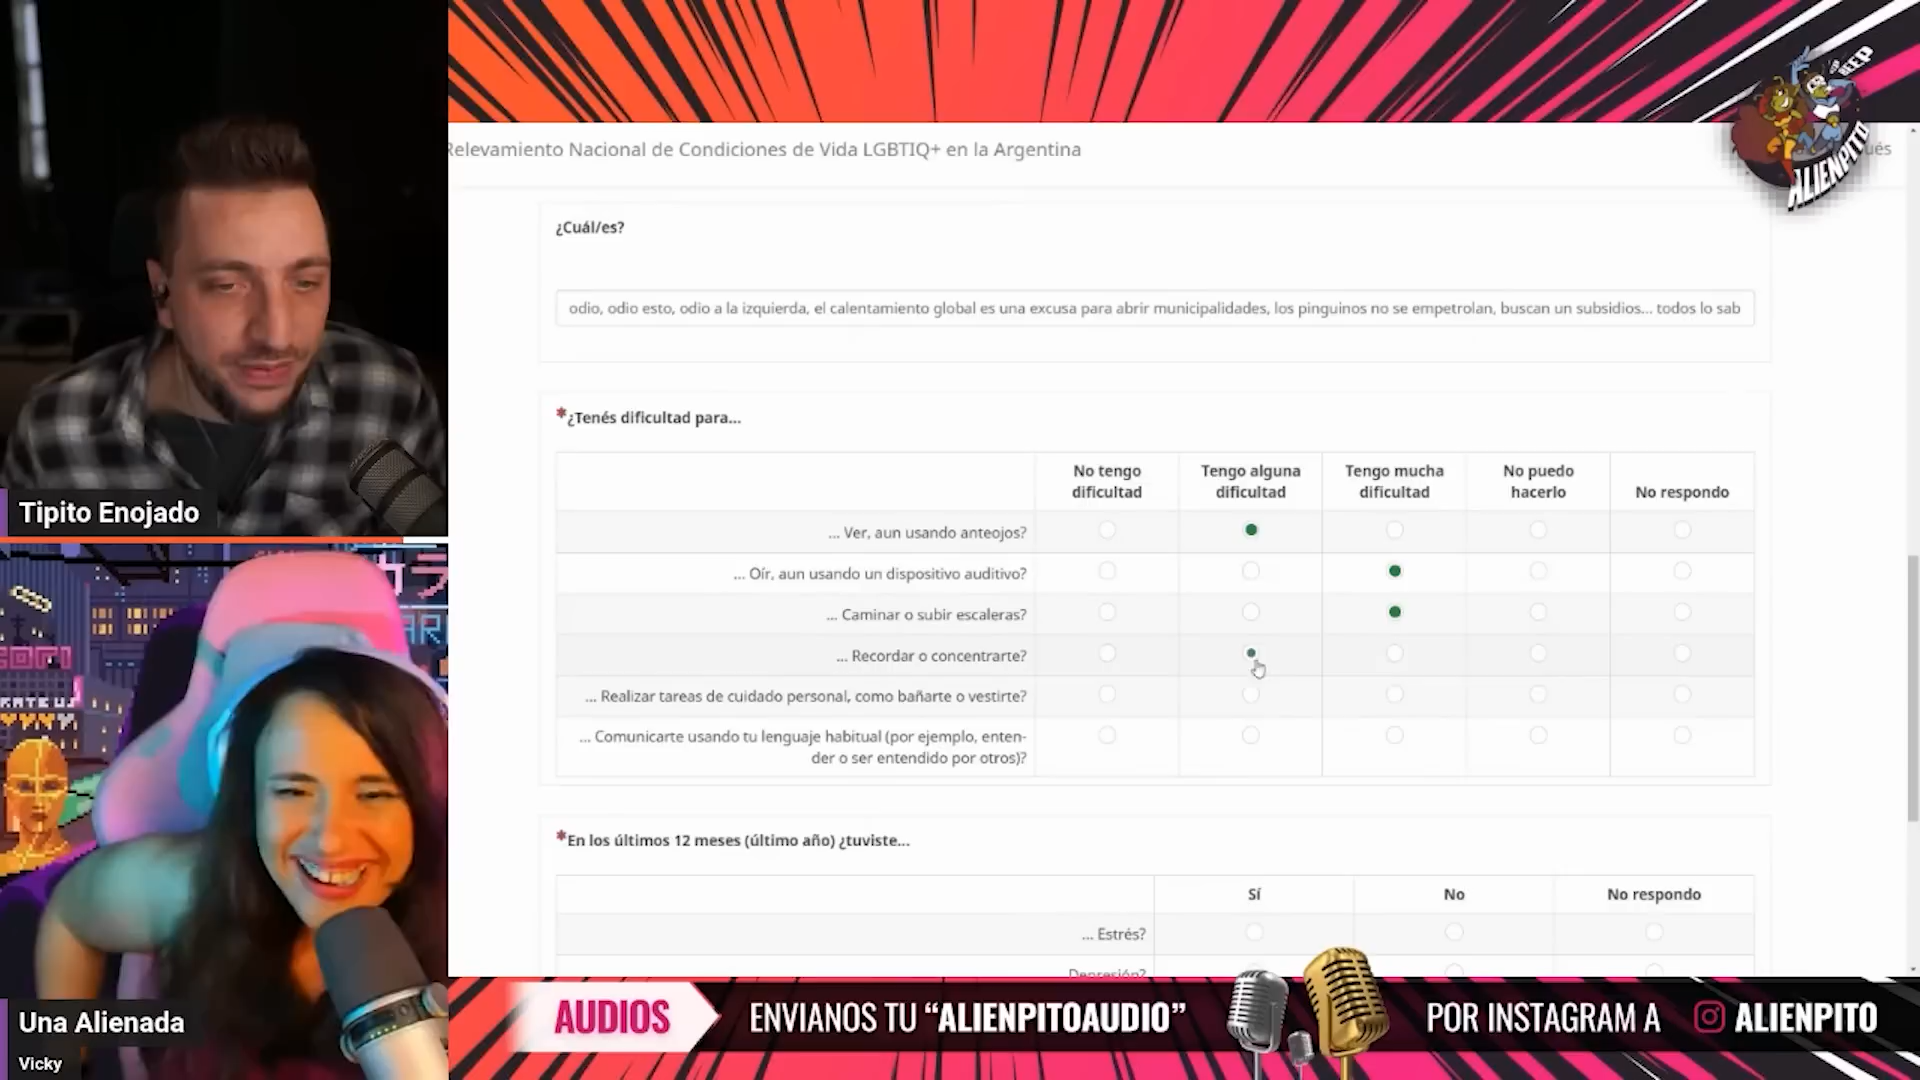 Relevamiento Nacional de Condiciones de Vida LGBTIQ+ en la Argentina
BEEP
ALIENPITO
¿Cuál/es?
odio, odio esto, odio a la izquierda, el calentamiento global es una excusa para abrir municipalidades, los pinguinos no se empetrolan, buscan un subsidios... todos lo sab
*¿Tenés dificultad para...
No tengo dificultad
Tengo alguna dificultad
Tengo mucha dificultad
No puedo hacerlo
No respondo
... Ver, aun usando anteojos?
... Oír, aun usando un dispositivo auditivo?
... Caminar o subir escaleras?
... Recordar o concentrarte?
... Realizar tareas de cuidado personal, como bañarte o vestirte?
... Comunicarte usando tu lenguaje habitual (por ejemplo, enten-
der o ser entendido por otros)?
*En los últimos 12 meses (último año) ¿tuviste...
Sí
No
No respondo
... Estrés?
Depresión?
Tipito Enojado
Una Alienada
Vicky
AUDIOS
ENVIANOS TU “ALIENPITOAUDIO”
POR INSTAGRAM A
ALIENPITO